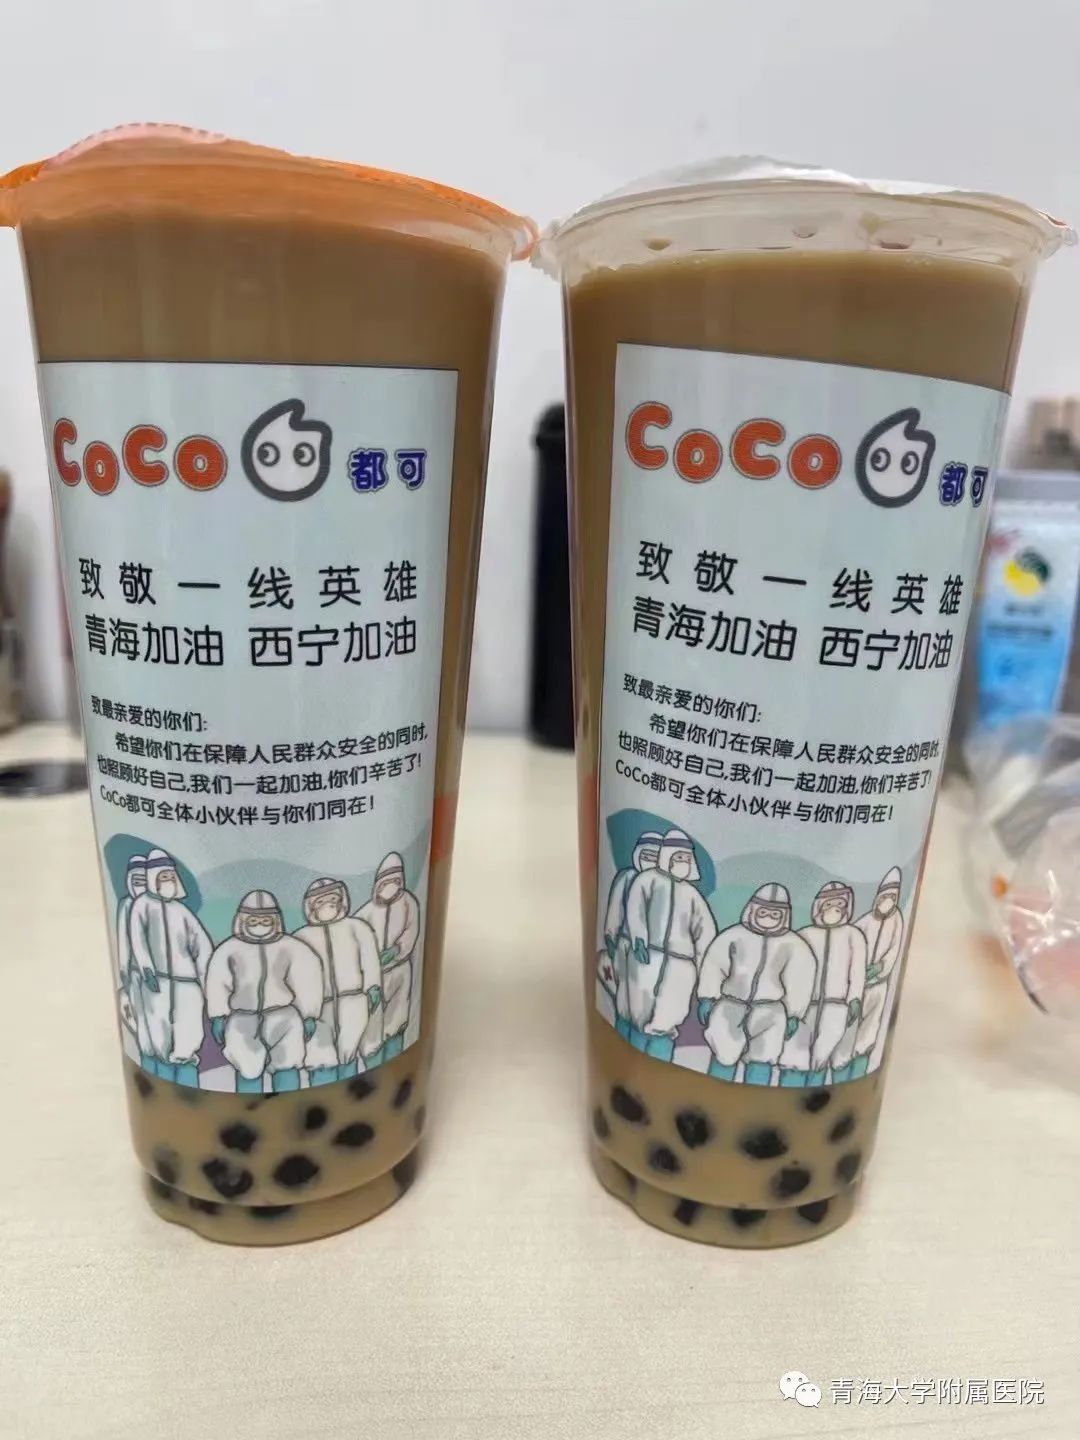 CoCo 都可
致敬一线英雄
青海加油 西宁加油
致最亲爱的你们:
希望你们在保障人民群众安全的同时,
也照顾好自己,我们一起加油,你们辛苦了!
CoCo都可全体小伙伴与你们同在!
CoCo 都可
致敬一线英雄
青海加油 西宁加油
致最亲爱的你们:
希望你们在保障人民群众安全的同时,
也照顾好自己,我们一起加油,你们辛苦了!
CoCo都可全体小伙伴与你们同在!
青海大学附属医院